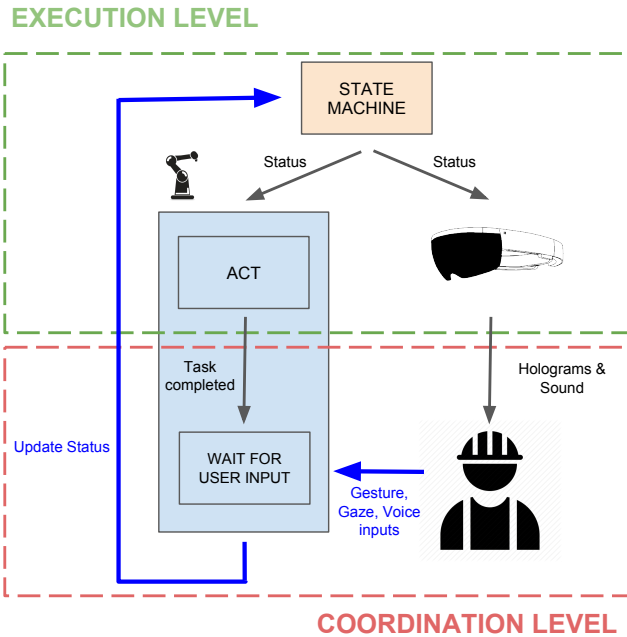 EXECUTION LEVEL
STATE
MACHINE
Status
Status
ACT
Task
completed
Holograms &
Sound
Update Status
WAIT FOR
USER INPUT
Gesture,
Gaze, Voice
inputs
COORDINATION LEVEL